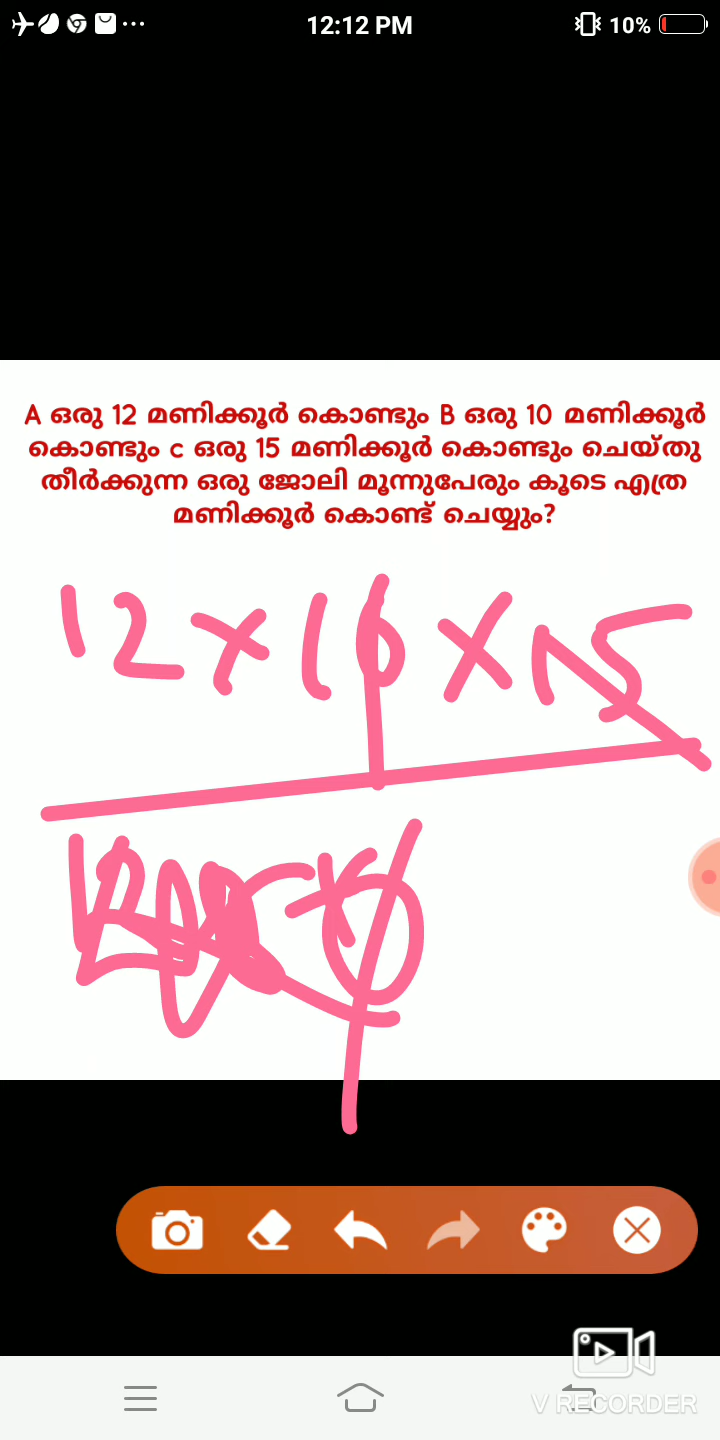 12:12 PM
10%
A ഒരു 12 മണിക്കൂർ കൊണ്ടും B ഒരു 10 മണിക്കൂർ
കൊണ്ടും c ഒരു 15 മണിക്കൂർ കൊണ്ടും ചെയ്തു
തീർക്കുന്ന ഒരു ജോലി മൂന്നുപേരും കൂടെ എത്ര
മണിക്കൂർ കൊണ്ട് ചെയ്യും?
12 × 10 × 15
V RECORDER